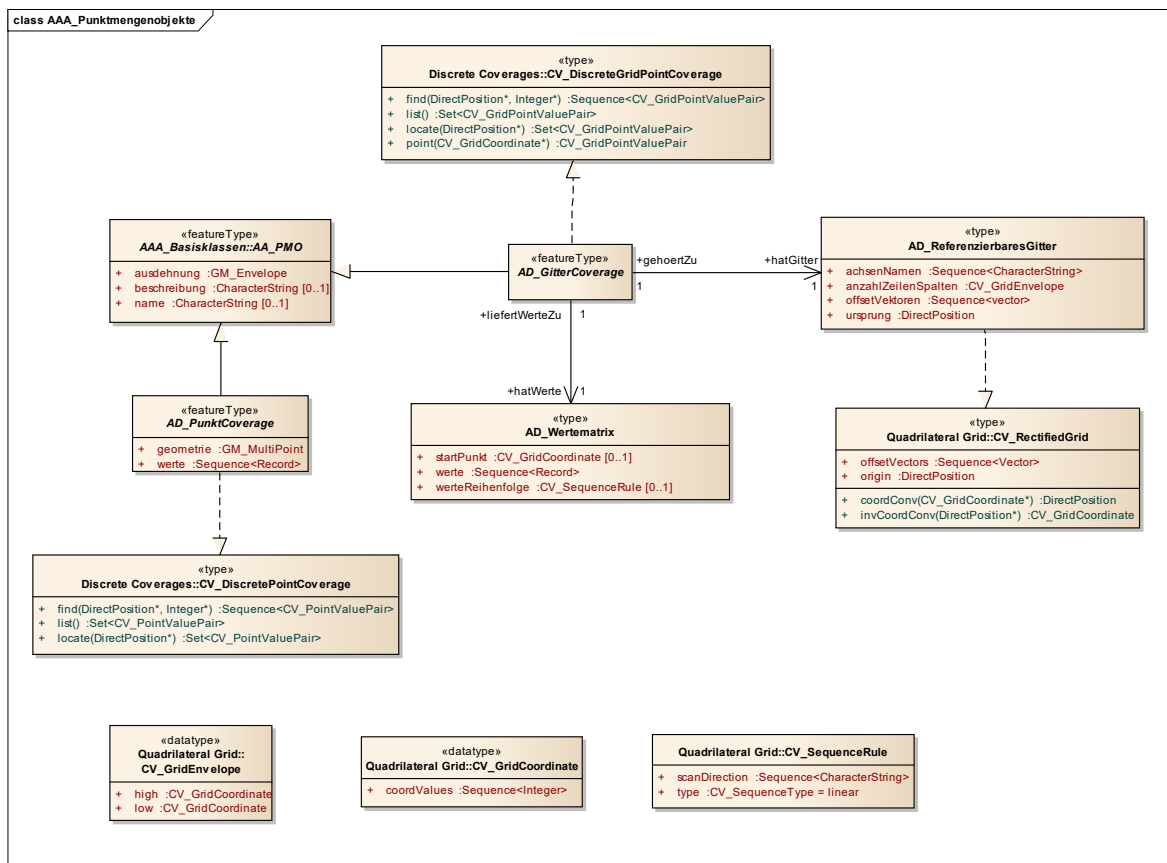 class AAA_Punktmengenobjekte
«type»
Discrete Coverages::CV_DiscreteGridPointCoverage
+ find(DirectPosition*, Integer*) :Sequence<CV_GridPointValuePair>
+ list() :Set<CV_GridPointValuePair>
+ locate(DirectPosition*) :Set<CV_GridPointValuePair>
+ point(CV_GridCoordinate*) :CV_GridPointValuePair
«featureType»
AAA_Basisklassen::AA_PMO
+ ausdehnung :GM_Envelope
+ beschreibung :CharacterString [0..1]
+ name :CharacterString [0..1]
«featureType»
AD_GitterCoverage
+gehoertZu
1
+hatGitter
1
«type»
AD_ReferenzierbaresGitter
+ achsenNamen :Sequence<CharacterString>
+ anzahlZeilenSpalten :CV_GridEnvelope
+ offsetVektoren :Sequence<vector>
+ ursprung :DirectPosition
+liefertWerteZu
1
+hatWerte
1
«featureType»
AD_PunktCoverage
+ geometrie :GM_MultiPoint
+ werte :Sequence<Record>
«type»
AD_Wertematrix
+ startPunkt :CV_GridCoordinate [0..1]
+ werte :Sequence<Record>
+ werteReihenfolge :CV_SequenceRule [0..1]
«type»
Quadrilateral Grid::CV_RectifiedGrid
+ offsetVectors :Sequence<Vector>
+ origin :DirectPosition
+ coordConv(CV_GridCoordinate*) :DirectPosition
+ invCoordConv(DirectPosition*) :CV_GridCoordinate
«type»
Discrete Coverages::CV_DiscretePointCoverage
+ find(DirectPosition*, Integer*) :Sequence<CV_PointValuePair>
+ list() :Set<CV_PointValuePair>
+ locate(DirectPosition*) :Set<CV_PointValuePair>
«datatype»
Quadrilateral Grid::
CV_GridEnvelope
+ high :CV_GridCoordinate
+ low :CV_GridCoordinate
«datatype»
Quadrilateral Grid::CV_GridCoordinate
+ coordValues :Sequence<Integer>
Quadrilateral Grid::CV_SequenceRule
+ scanDirection :Sequence<CharacterString>
+ type :CV_SequenceType = linear